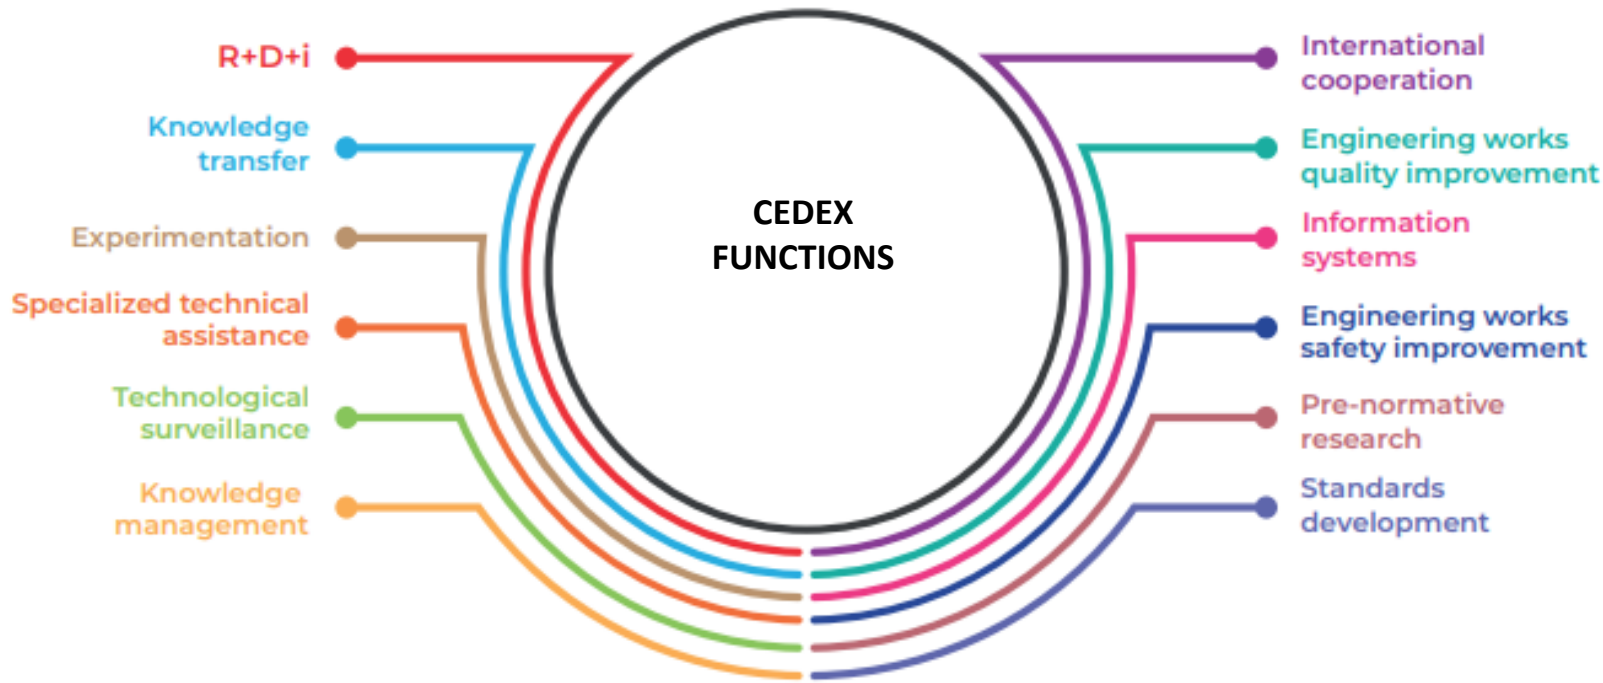 CEDEX
FUNCTIONS
R+D+i
Knowledge
transfer
Experimentation
Specialized technical
assistance
Technological
surveillance
Knowledge
management
International
cooperation
Engineering works
quality improvement
Information
systems
Engineering works
safety improvement
Pre-normative
research
Standards
development